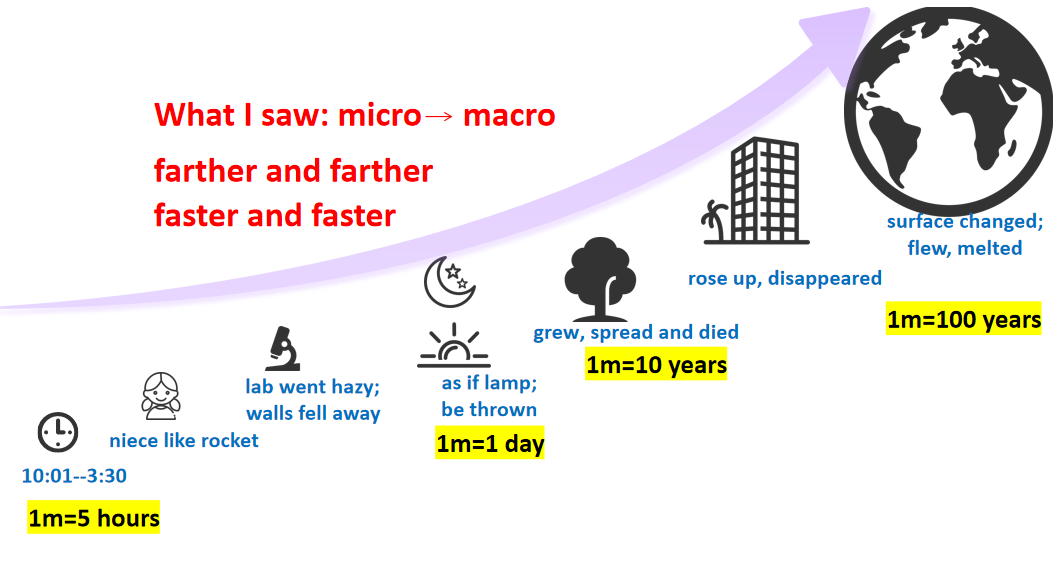 What I saw: micro→ macro
farther and farther
faster and faster
surface changed;
flew, melted
rose up, disappeared
1m=100 years
grew, spread and died
1m=10 years
lab went hazy;
walls fell away
as if lamp;
be thrown
1m=1 day
niece like rocket
10:01--3:30
1m=5 hours